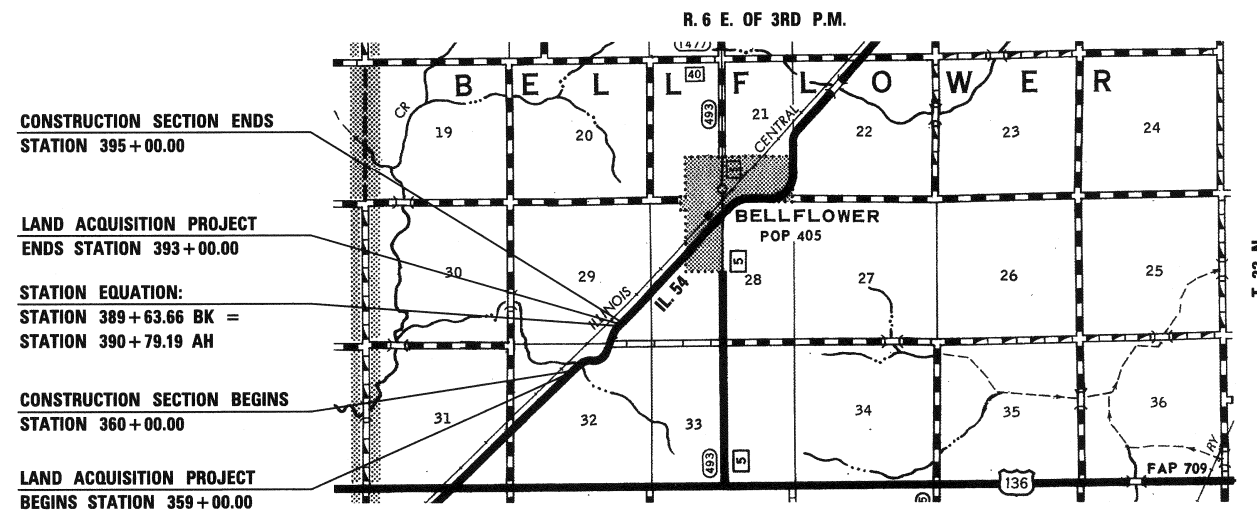 R. 6 E. OF 3RD P.M.
1477
B E L L F L O W E R
40
493
CR
19
20
21
22
23
24
CENTRAL
CONSTRUCTION SECTION ENDS
STATION 395+00.00
LAND ACQUISITION PROJECT
ENDS STATION 393+00.00
STATION EQUATION:
STATION 389+63.66 BK =
STATION 390+79.19 AH
CONSTRUCTION SECTION BEGINS
STATION 360+00.00
LAND ACQUISITION PROJECT
BEGINS STATION 359+00.00
BELLFLOWER
POP 405
5
30
29
28
27
26
25
ILLINOIS
IL. 54
31
32
33
34
35
36
493
5
RY
FAP 709
136